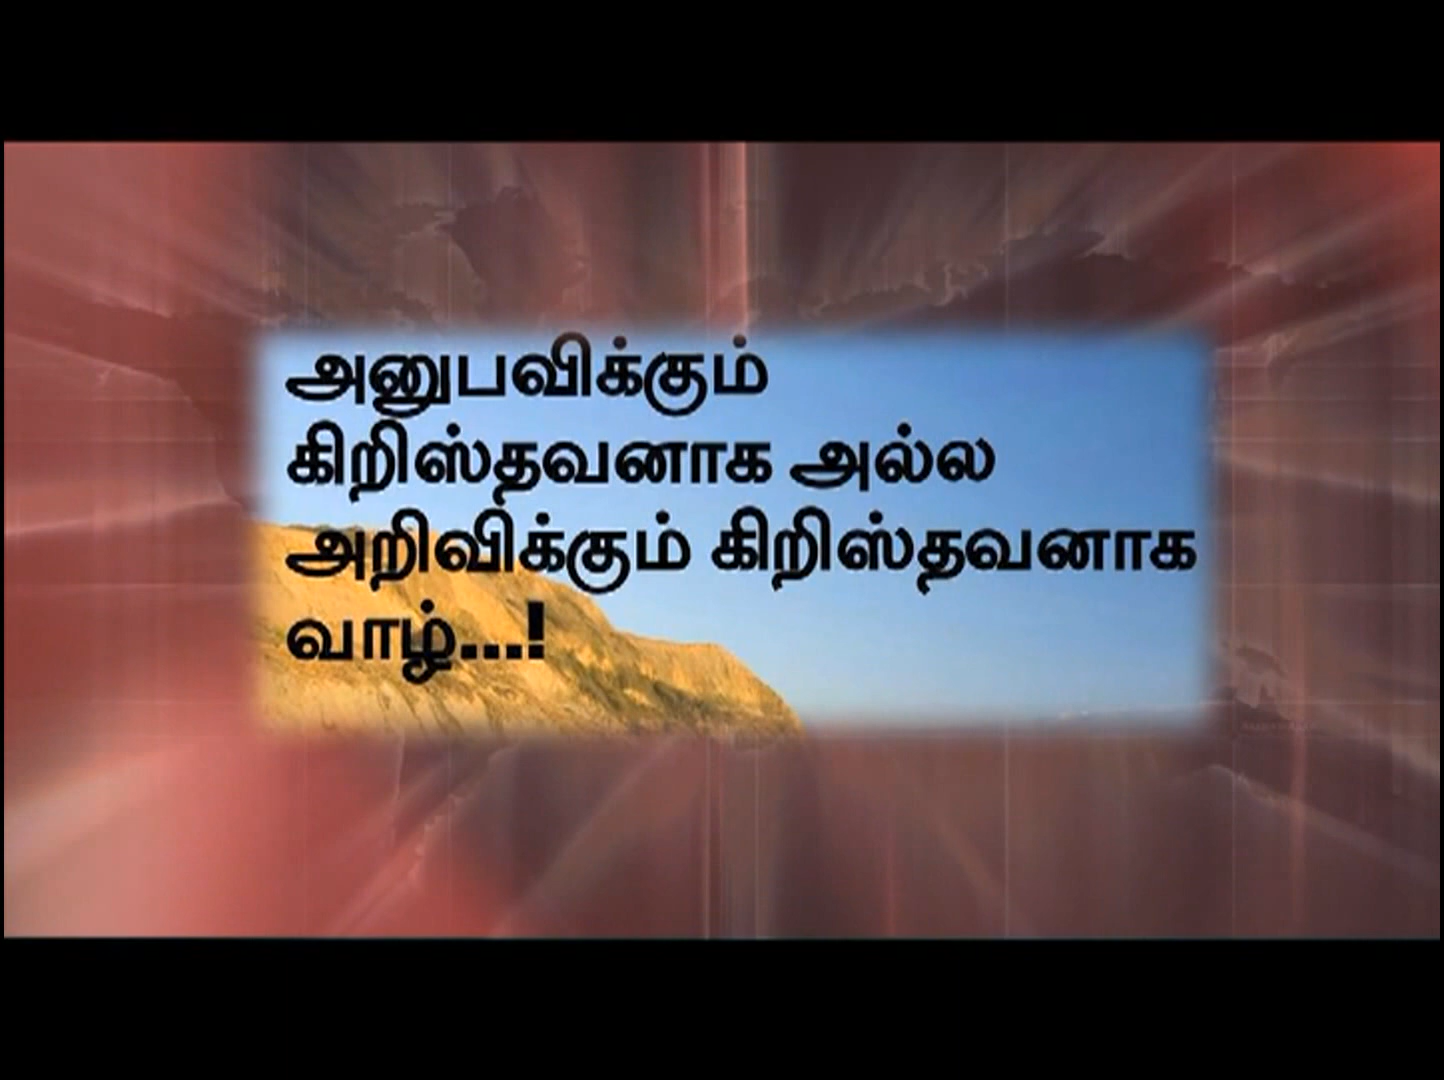 அனுபவிக்கும்
கிறிஸ்தவனாக அல்ல
அறிவிக்கும் கிறிஸ்தவனாக
வாழ்...!